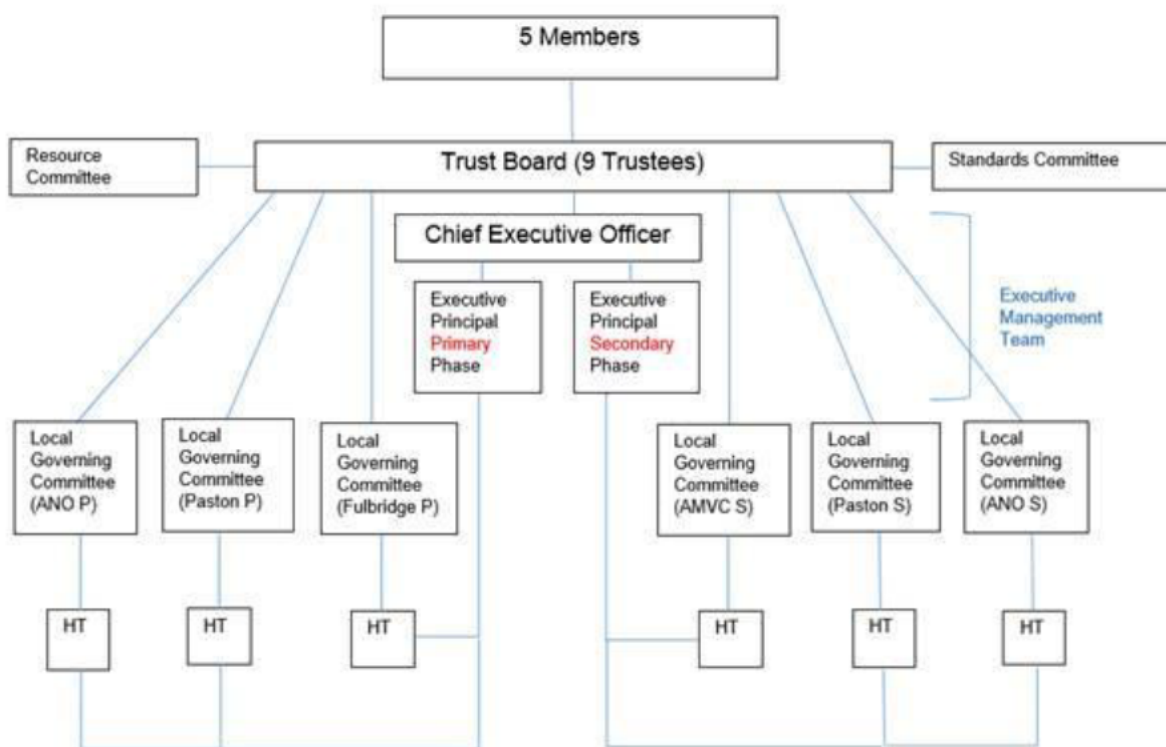 5 Members
Resource
Committee
Trust Board (9 Trustees)
Standards Committee
Chief Executive Officer
Executive
Principal
Primary
Phase
Executive
Principal
Secondary
Phase
Executive
Management
Team
Local
Governing
Committee
(ANO P)
Local
Governing
Committee
(Paston P)
Local
Governing
Committee
(Fulbridge P)
Local
Governing
Committee
(AMVC S)
Local
Governing
Committee
(Paston S)
Local
Governing
Committee
(ANO S)
HT
HT
HT
HT
HT
HT